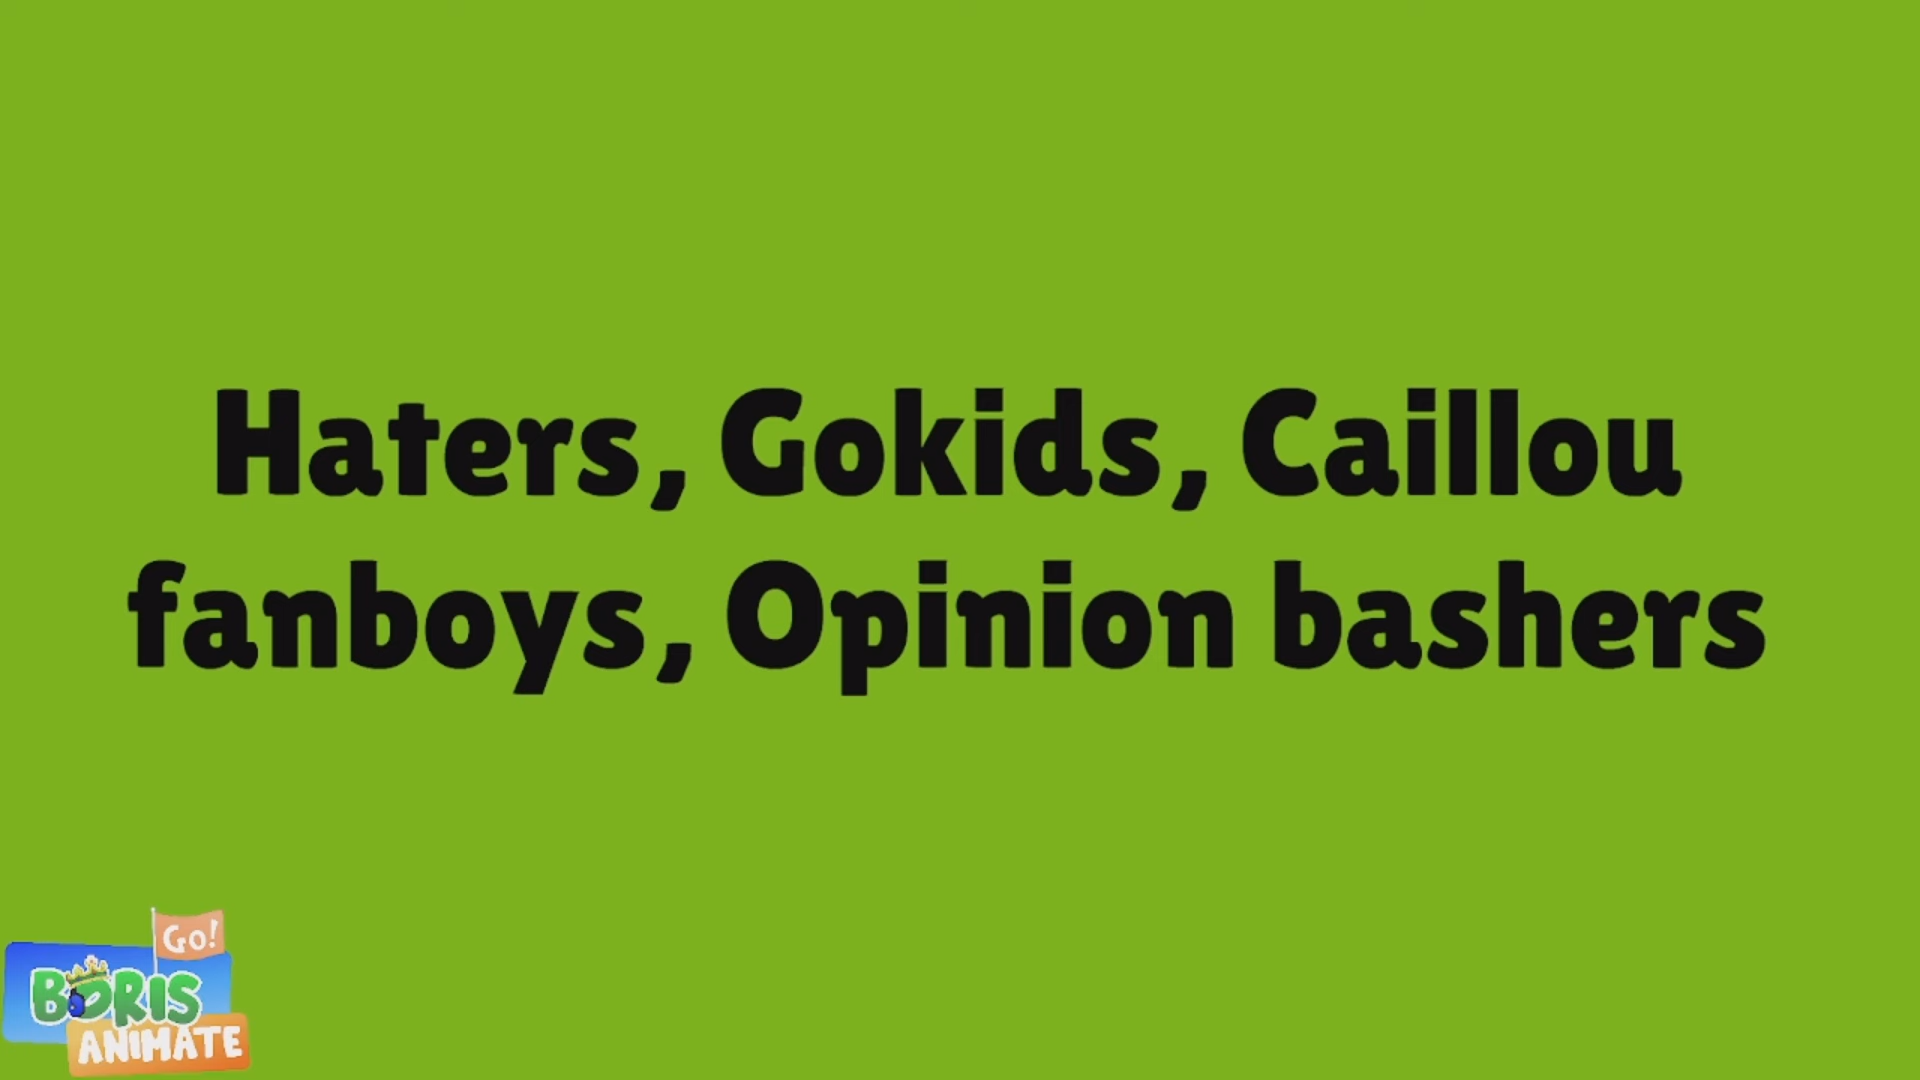 Haters, Gokids, Caillou
fanboys, Opinion bashers
Go!
BORIS
ANIMATE